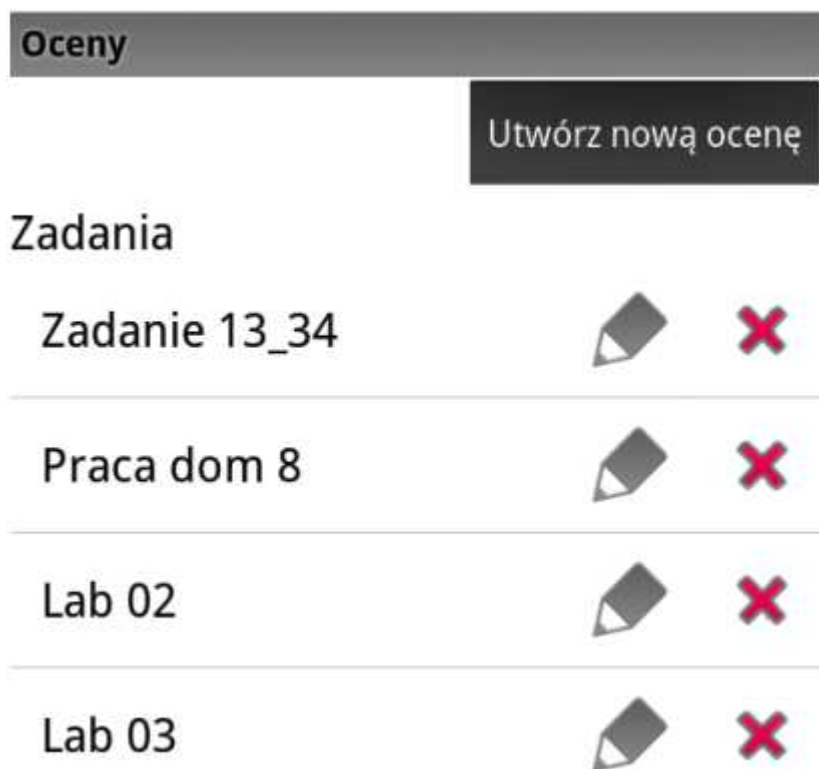 Oceny
Utwórz nową ocenę
Zadania
Zadanie 13_34
Praca dom 8
Lab 02
Lab 03